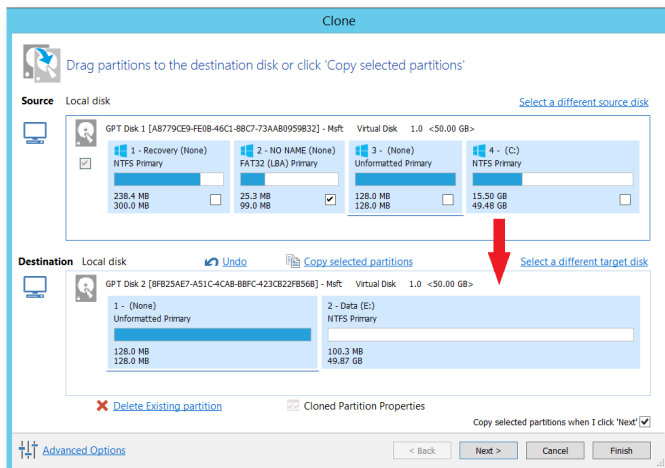 Clone
Drag partitions to the destination disk or click 'Copy selected partitions'
Source Local disk Select a different source disk
GPT Disk 1 [A8779CE9-FE0B-46C1-8BC7-73AAB0959B32] - Msft Virtual Disk 1.0 <50.00 GB>
1 - Recovery (None) 2 - NO NAME (None) 3 - (None) 4 - (C:)
NTFS Primary FAT32 (LBA) Primary Unformatted Primary NTFS Primary
238.4 MB 25.3 MB 128.0 MB 15.50 GB
300.0 MB 99.0 MB 128.0 MB 49.48 GB
Destination Local disk Undo Copy selected partitions Select a different target disk
GPT Disk 2 [8FB25AE7-A51C-4CAB-BBFC-423CB22FB56B] - Msft Virtual Disk 1.0 <50.00 GB>
1 - (None) 2 - Data (E:)
Unformatted Primary NTFS Primary
128.0 MB 100.3 MB
128.0 MB 49.87 GB
Delete Existing partition Cloned Partition Properties
Copy selected partitions when I click 'Next'
Advanced Options < Back Next > Cancel Finish